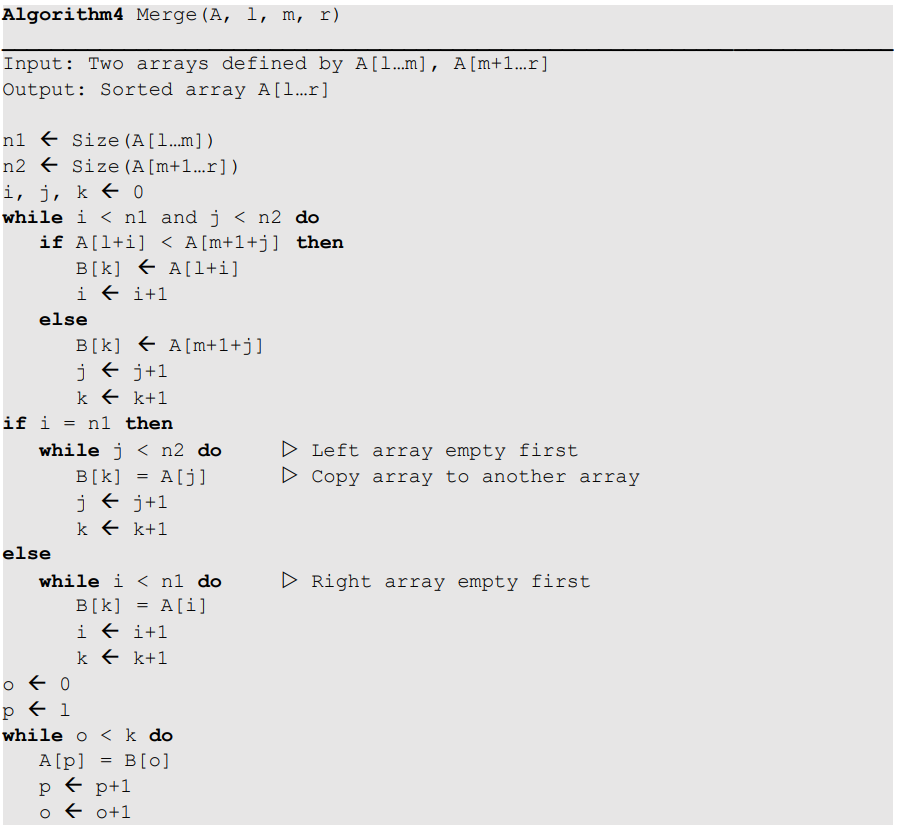 Algorithm4 Merge(A, l, m, r)
Input: Two arrays defined by A[l…m], A[m+1…r]
Output: Sorted array A[l…r]
n1 🡨 Size(A[l…m])
n2 🡨 Size(A[m+1…r])
i, j, k 🡨 0
while i < n1 and j < n2 do
   if A[l+i] < A[m+1+j] then
      B[k] 🡨 A[l+i]
      i 🡨 i+1
   else
      B[k] 🡨 A[m+1+j]
      j 🡨 j+1
      k 🡨 k+1
if i = n1 then
   while j < n2 do     ▷ Left array empty first
      B[k] = A[j]      ▷ Copy array to another array
      j 🡨 j+1
      k 🡨 k+1
else
   while i < n1 do     ▷ Right array empty first
      B[k] = A[i]
      i 🡨 i+1
      k 🡨 k+1
o 🡨 0
p 🡨 l
while o < k do
   A[p] = B[o]
   p 🡨 p+1
   o 🡨 o+1